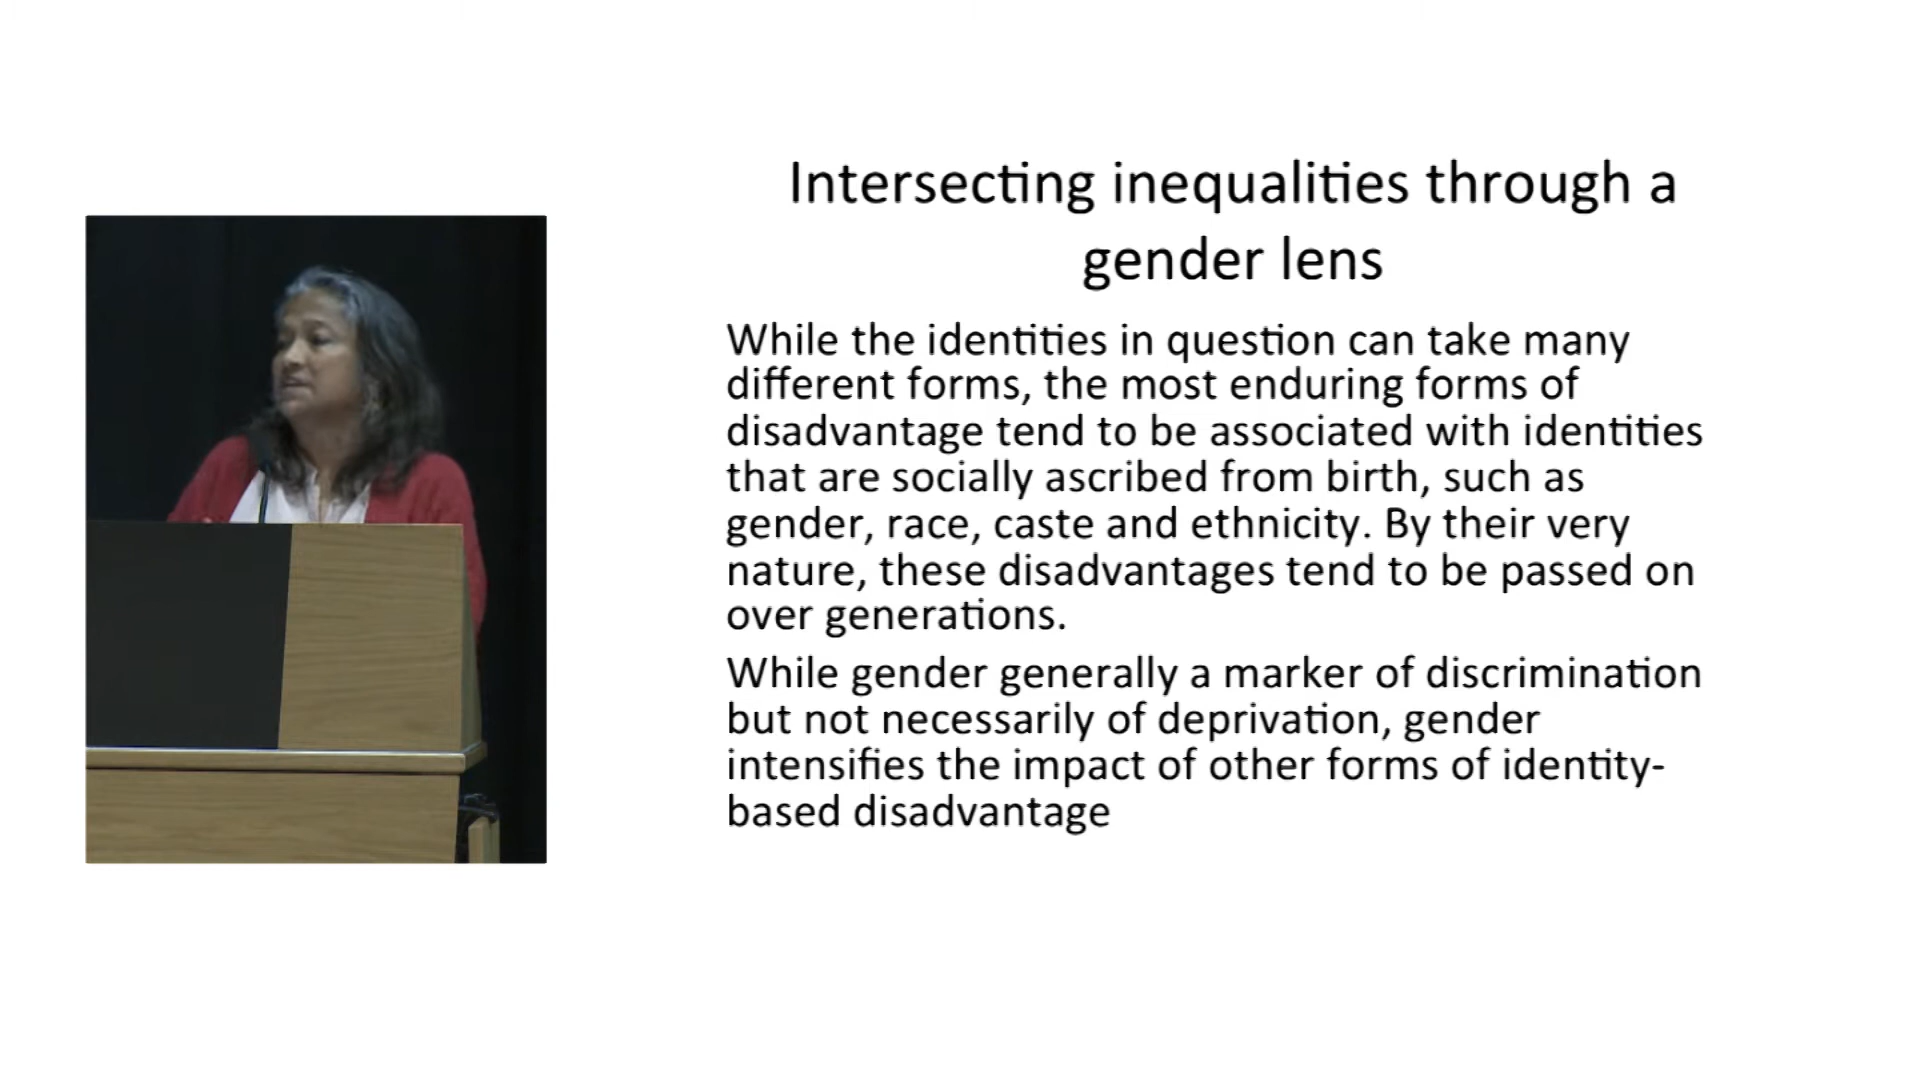 Intersecting inequalities through a
gender lens
While the identities in question can take many
different forms, the most enduring forms of
disadvantage tend to be associated with identities
that are socially ascribed from birth, such as
gender, race, caste and ethnicity. By their very
nature, these disadvantages tend to be passed on
over generations.
While gender generally a marker of discrimination
but not necessarily of deprivation, gender
intensifies the impact of other forms of identity-
based disadvantage